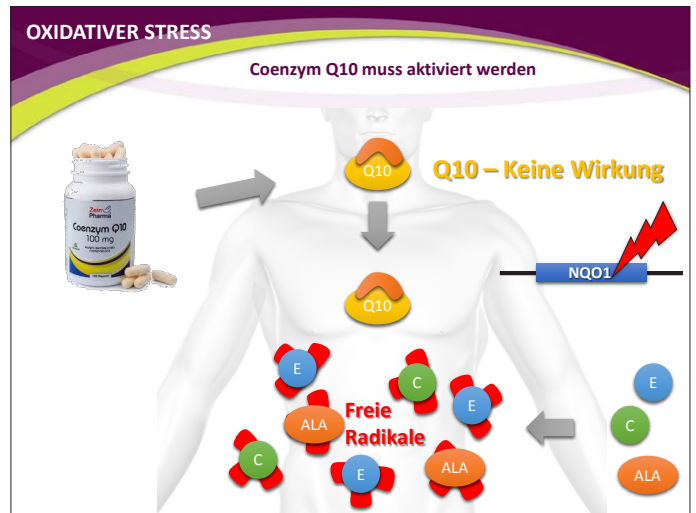 OXIDATIVER STRESS
Coenzym Q10 muss aktiviert werden
Q10
Q10 – Keine Wirkung
Coenzym Q10
100 mg
NQO1
Q10
E
C
E
E
C
ALA
Freie
Radikale
C
E
ALA
ALA